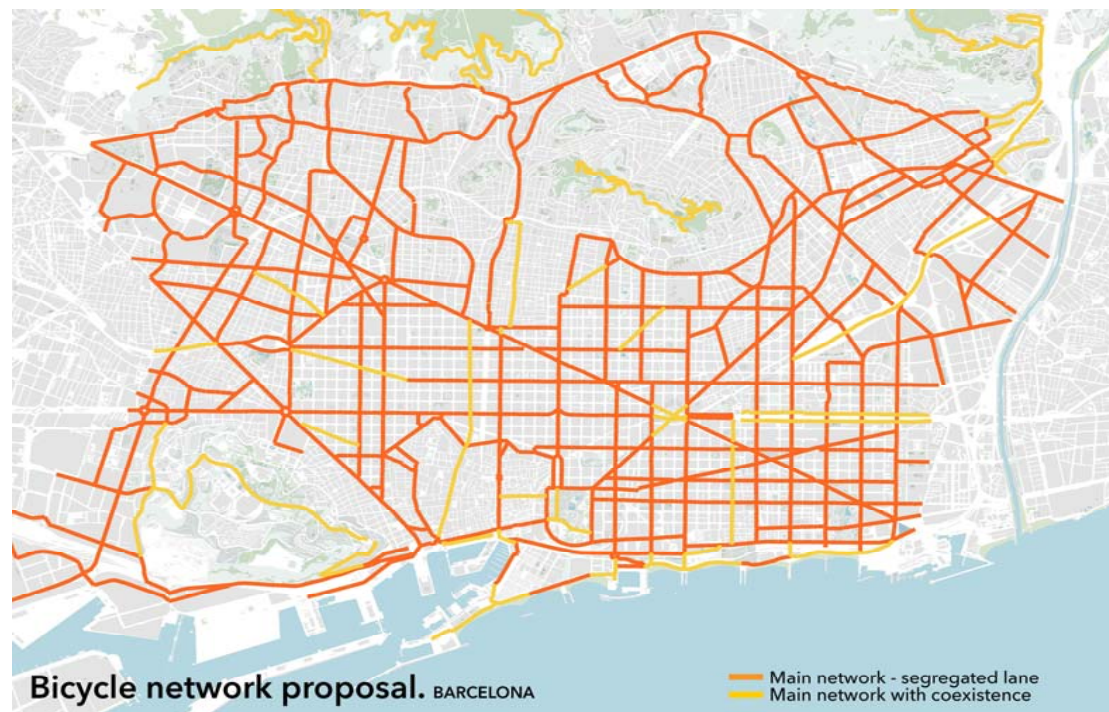 Bicycle network proposal. BARCELONA
Main network - segregated lane
Main network with coexistence